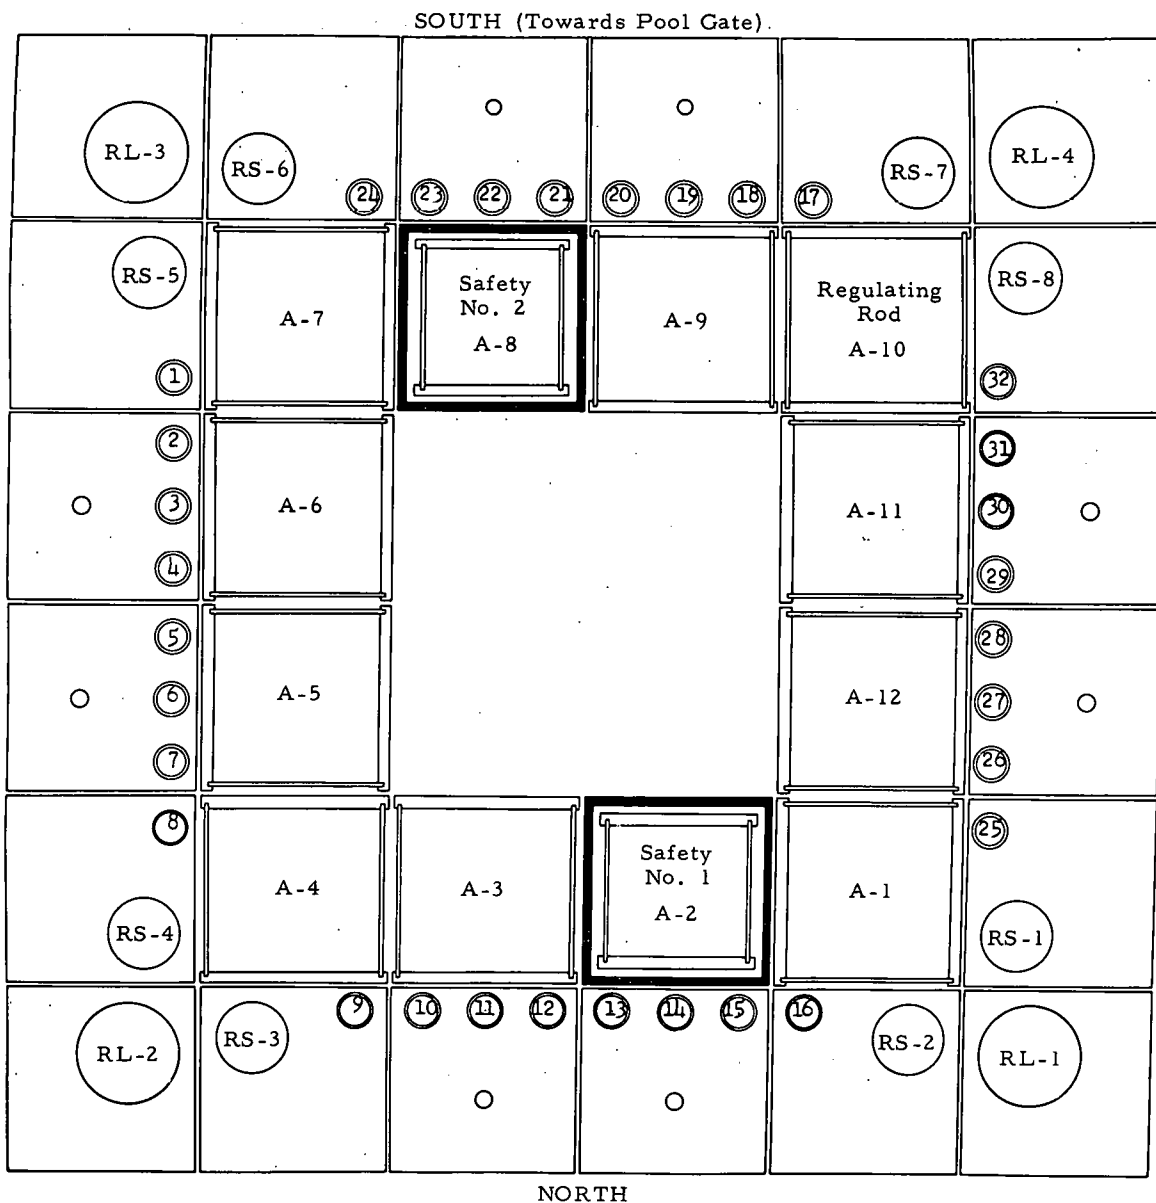 SOUTH (Towards Pool Gate)
RL-3
RS-6
24
23
22
21
20
19
18
17
RS-7
RL-4
RS-5
1
A-7
Safety
No. 2
A-8
A-9
Regulating
Rod
A-10
RS-8
32
2
3
4
A-6
A-11
31
30
29
5
6
7
A-5
A-12
28
27
26
8
RS-4
A-4
A-3
Safety
No. 1
A-2
A-1
25
RS-1
RL-2
RS-3
9
10
11
12
13
14
15
16
RS-2
RL-1
NORTH